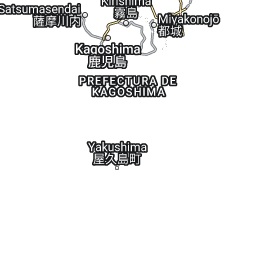 Kirishima
霧島
Satsumasendai
薩摩川内
Miyakonojō
都城
Kagoshima
鹿児島
PREFECTURA DE
KAGOSHIMA
Yakushima
屋久島町